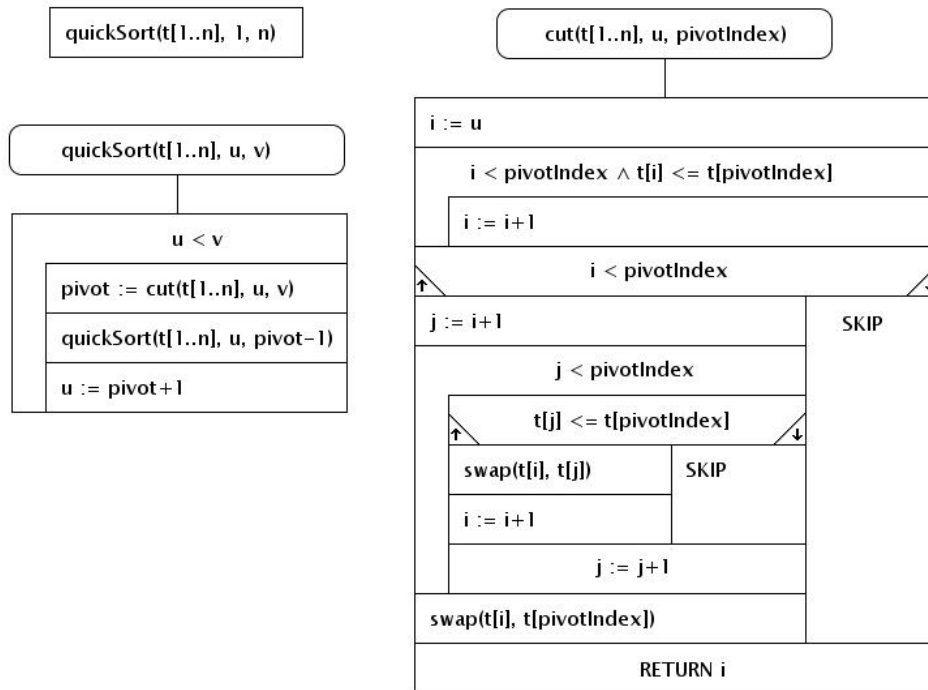 quickSort(t[1..n], 1, n)
quickSort(t[1..n], u, v)
u < v
pivot := cut(t[1..n], u, v)
quickSort(t[1..n], u, pivot-1)
u := pivot+1
cut(t[1..n], u, pivotIndex)
i := u
i < pivotIndex ∧ t[i] <= t[pivotIndex]
i := i+1
i < pivotIndex
j := i+1
SKIP
j < pivotIndex
t[j] <= t[pivotIndex]
swap(t[i], t[j])
SKIP
i := i+1
j := j+1
swap(t[i], t[pivotIndex])
RETURN i